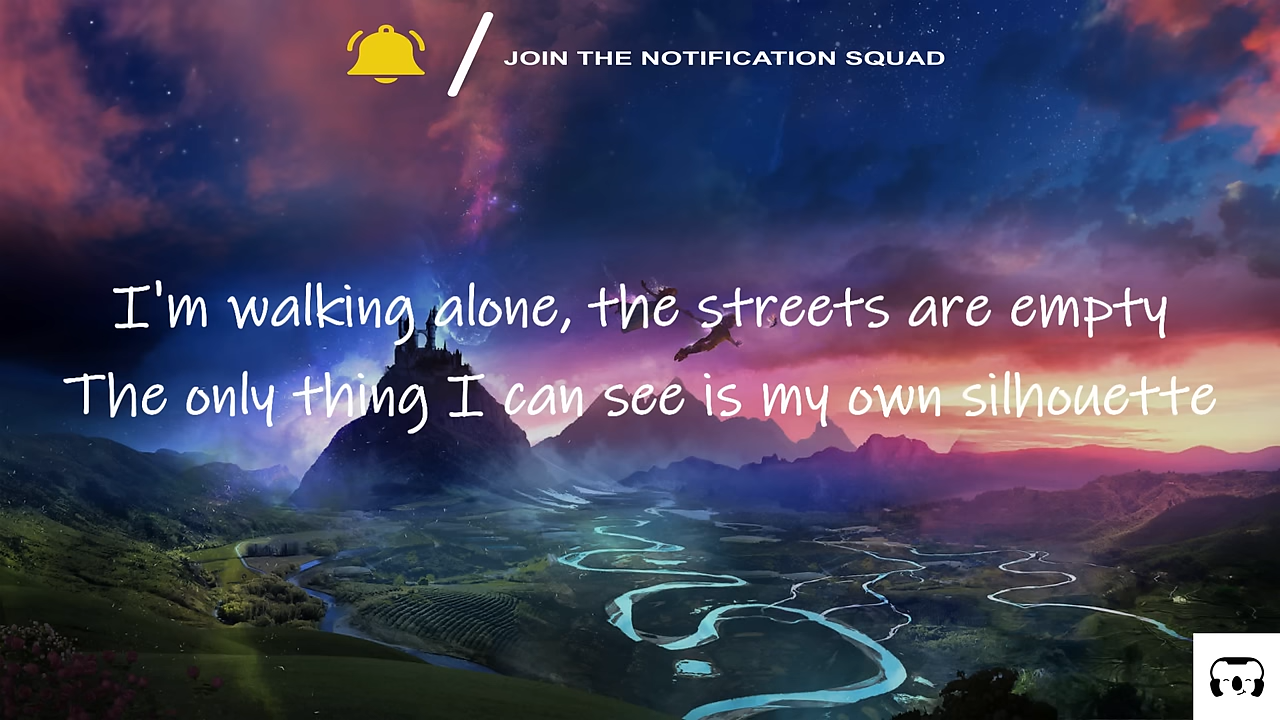 JOIN THE NOTIFICATION SQUAD
I'm walking alone, the streets are empty
The only thing I can see is my own silhouette